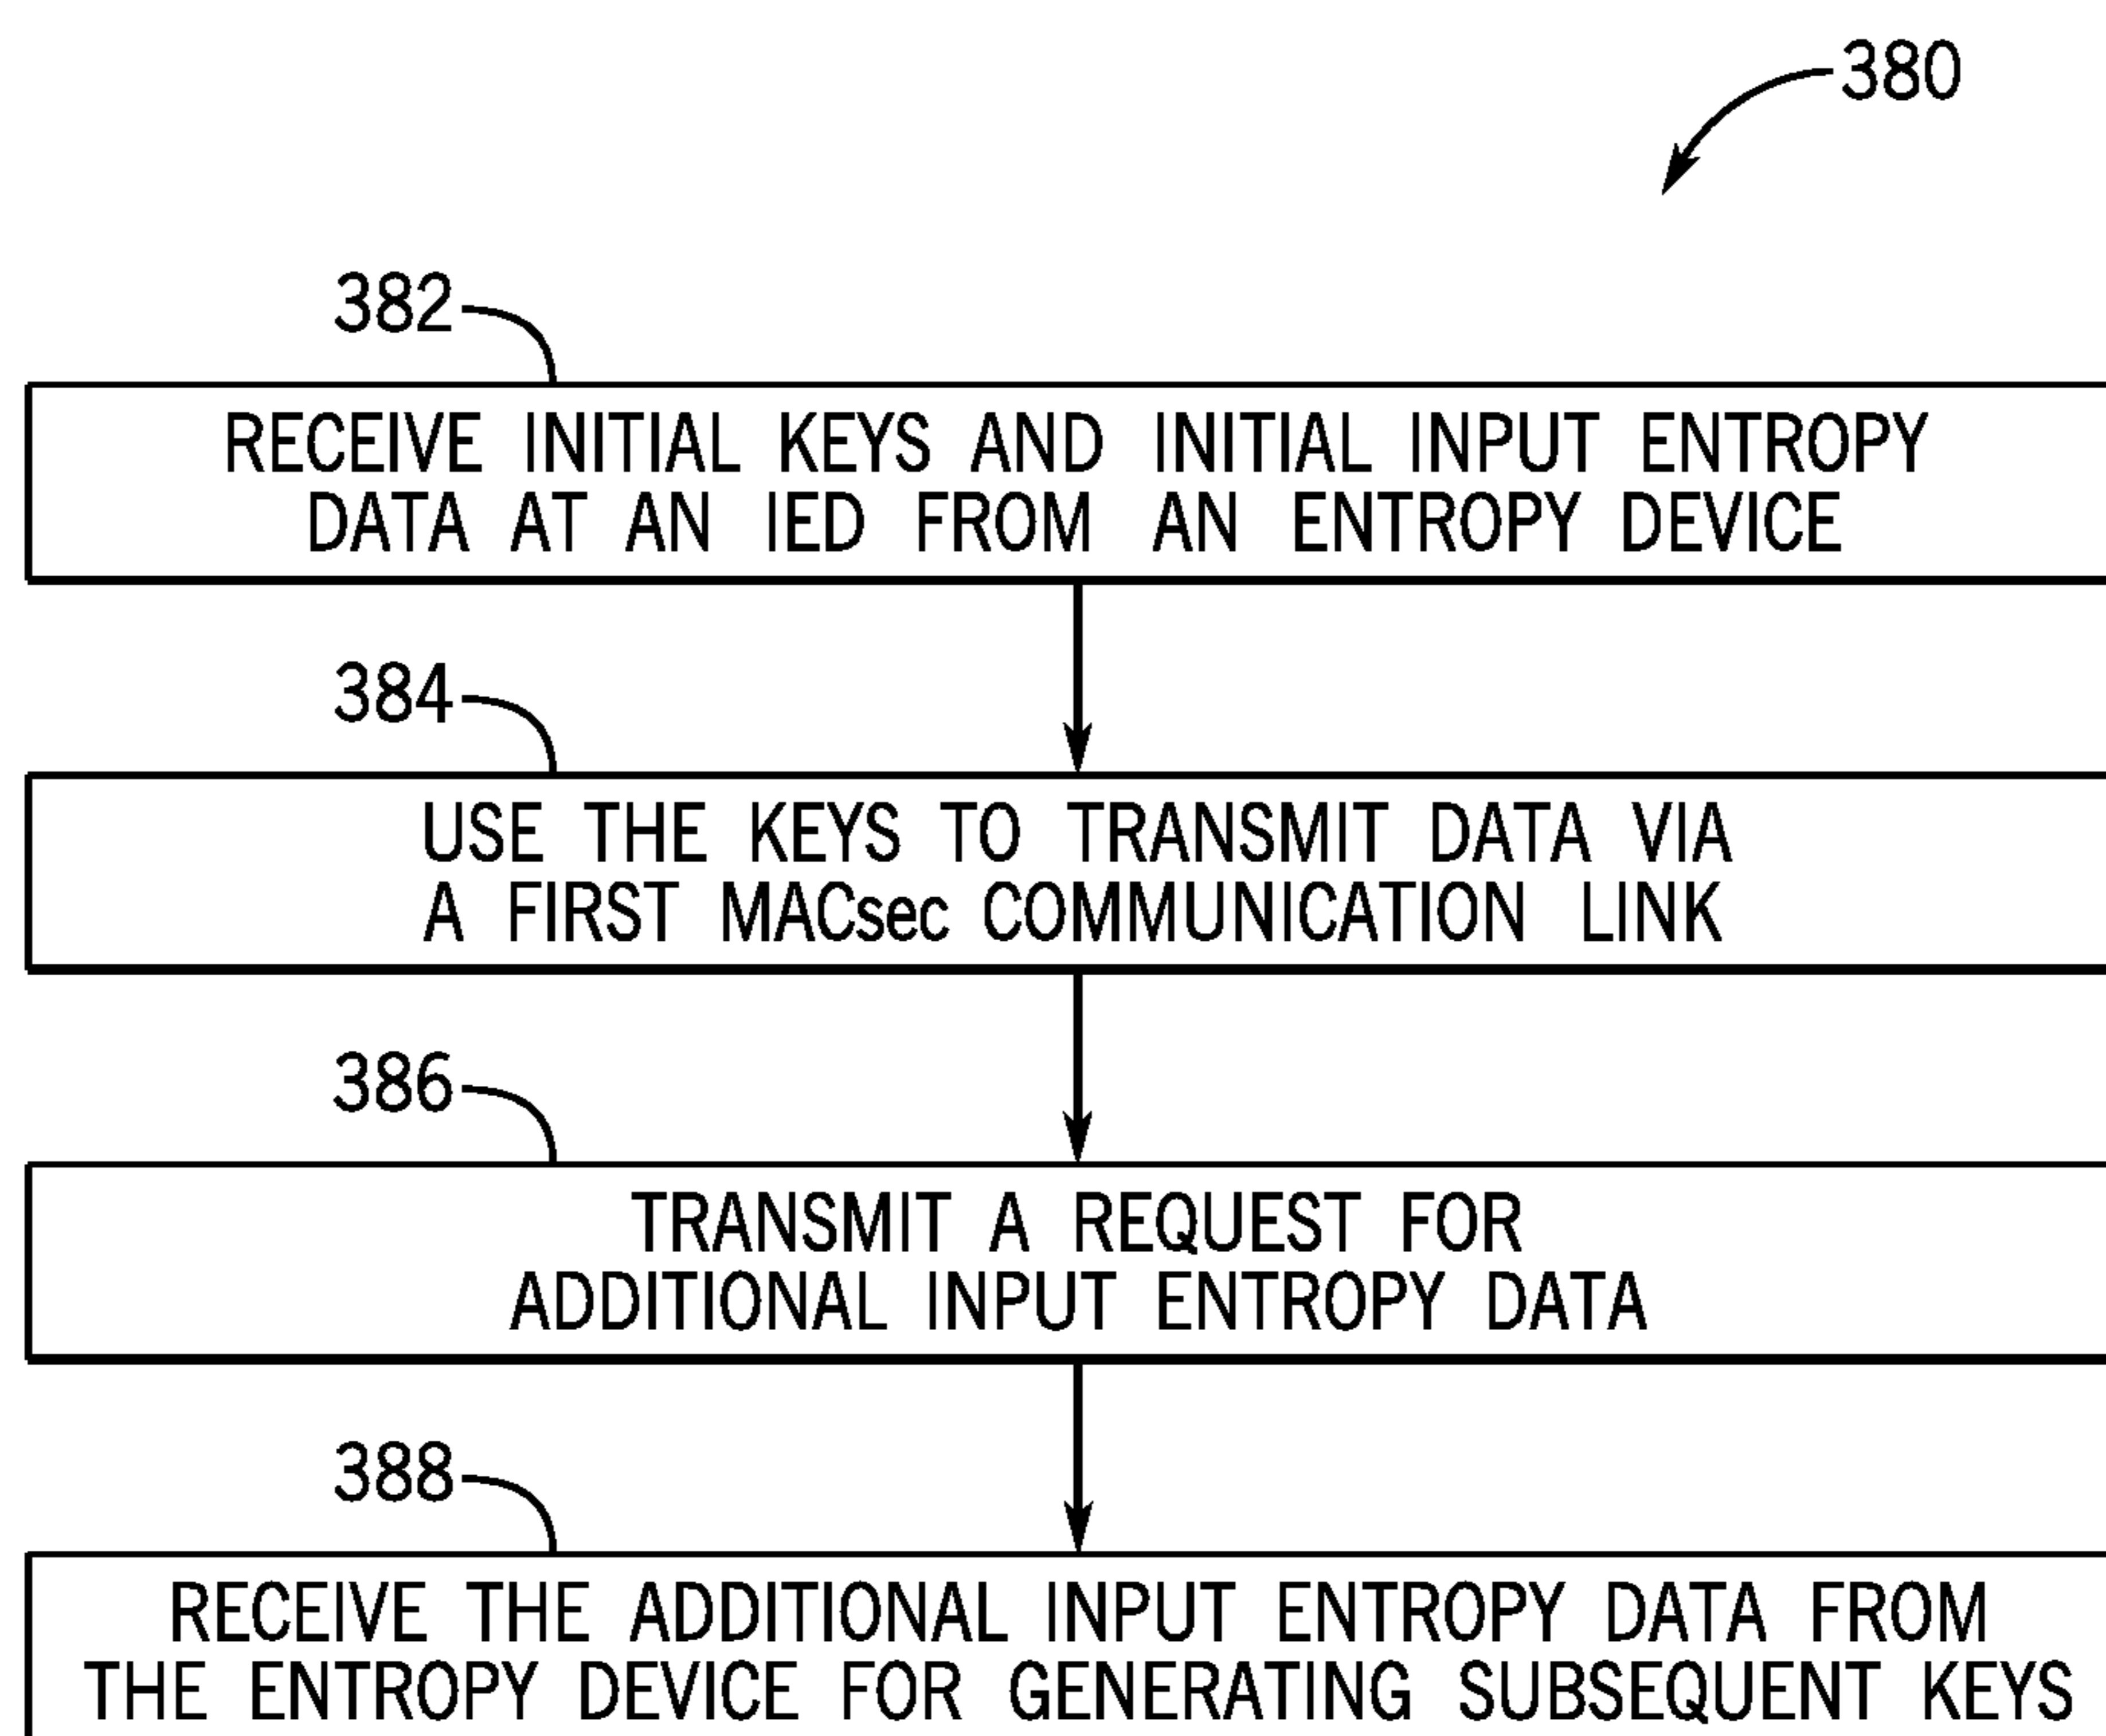 380
382
RECEIVE INITIAL KEYS AND INITIAL INPUT ENTROPY
DATA AT AN IED FROM AN ENTROPY DEVICE
384
USE THE KEYS TO TRANSMIT DATA VIA
A FIRST MACsec COMMUNICATION LINK
386
TRANSMIT A REQUEST FOR
ADDITIONAL INPUT ENTROPY DATA
388
RECEIVE THE ADDITIONAL INPUT ENTROPY DATA FROM
THE ENTROPY DEVICE FOR GENERATING SUBSEQUENT KEYS